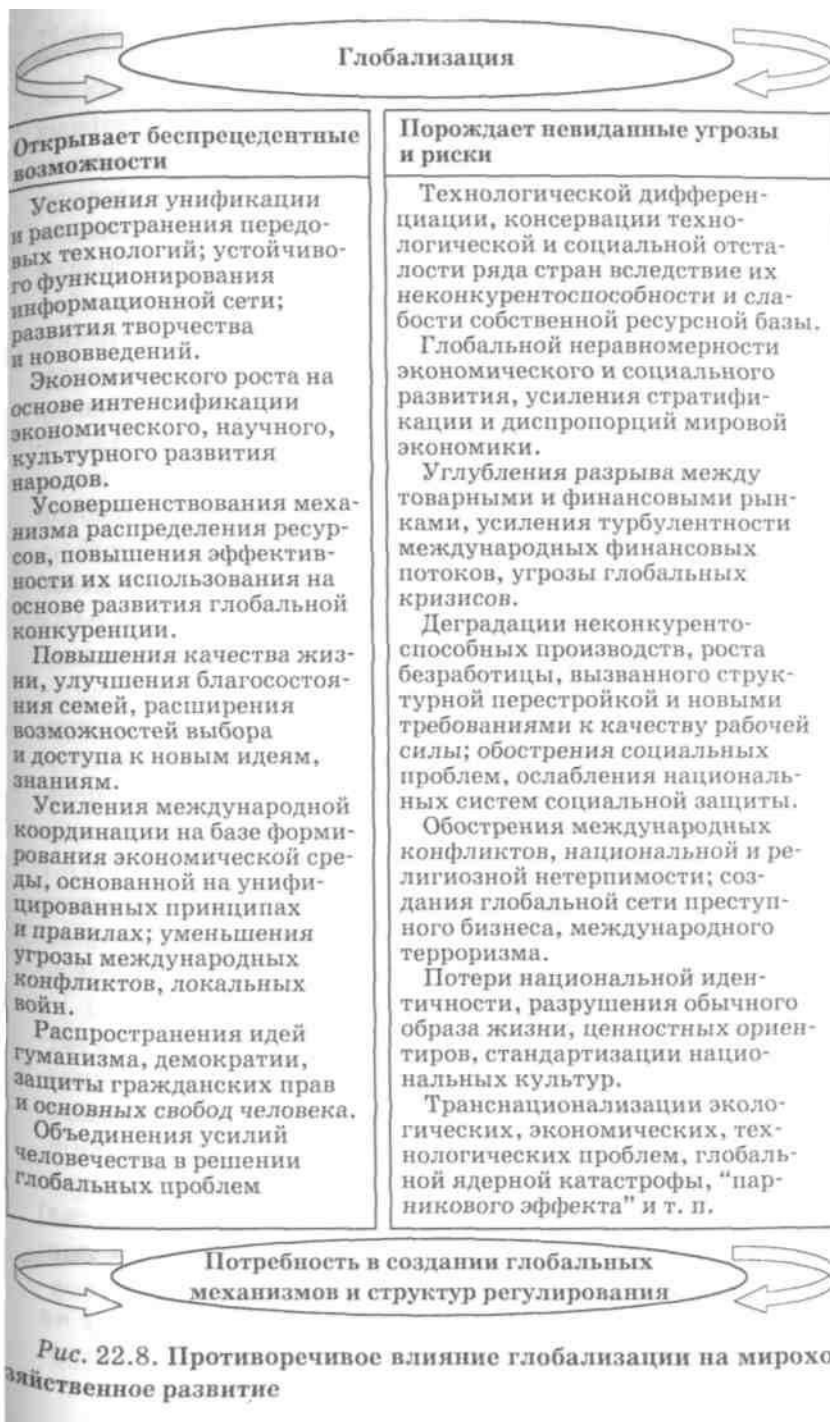 Глобализация
Открывает беспрецедентные
возможности
Ускорения унификации
и распространения передо-
вых технологий; устойчиво-
го функционирования
информационной сети;
развития творчества
и нововведений.
Экономического роста на
основе интенсификации
экономического, научного,
культурного развития
народов.
Усовершенствования меха-
низма распределения ресур-
сов, повышения эффектив-
ности их использования на
основе развития глобальной
конкуренции.
Повышения качества жиз-
ни, улучшения благосостоя-
ния семей, расширения
возможностей выбора
и доступа к новым идеям,
знаниям.
Усиления международной
координации на базе форми-
рования экономической сре-
ды, основанной на унифи-
цированных принципах
и правилах; уменьшения
угрозы международных
конфликтов, локальных
войн.
Распространения идей
гуманизма, демократии,
защиты гражданских прав
и основных свобод человека.
Объединения усилий
человечества в решении
глобальных проблем
Порождает невиданные угрозы
и риски
Технологической дифферен-
циации, консервации техно-
логической и социальной отста-
лости ряда стран вследствие их
неконкурентоспособности и сла-
бости собственной ресурсной базы.
Глобальной неравномерности
экономического и социального
развития, усиления стратифи-
кации и диспропорций мировой
экономики.
Углубления разрыва между
товарными и финансовыми рын-
ками, усиления турбулентности
международных финансовых
потоков, угрозы глобальных
кризисов.
Деградации неконкуренто-
способных производств, роста
безработицы, вызванного струк-
турной перестройкой и новыми
требованиями к качеству рабочей
силы; обострения социальных
проблем, ослабления националь-
ных систем социальной защиты.
Обострения международных
конфликтов, национальной и ре-
лигиозной нетерпимости; соз-
дания глобальной сети преступ-
ного бизнеса, международного
терроризма.
Потери национальной иден-
тичности, разрушения обычного
образа жизни, ценностных ориен-
тиров, стандартизации нацио-
нальных культур.
Транснационализации эколо-
гических, экономических, тех-
нологических проблем, глобаль-
ной ядерной катастрофы, "пар-
никового эффекта" и т. п.
Потребность в создании глобальных
механизмов и структур регулирования
Рис. 22.8. Противоречивое влияние глобализации на мирохо
зяйственное развитие